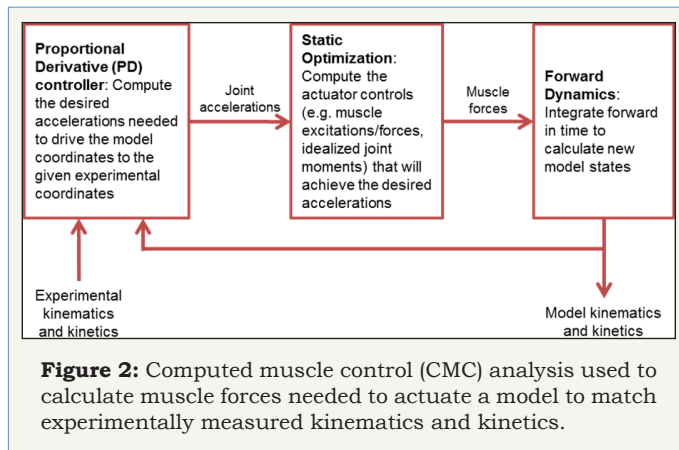 Proportional
Derivative (PD)
controller: Compute
the desired
accelerations needed
to drive the model
coordinates to the
given experimental
coordinates
Joint
accelerations
Static
Optimization:
Compute the
actuator controls
(e.g. muscle
excitations/forces,
idealized joint
moments) that will
achieve the desired
accelerations
Muscle
forces
Forward
Dynamics:
Integrate forward
in time to
calculate new
model states
Experimental
kinematics
and kinetics
Model kinematics
and kinetics
Figure 2: Computed muscle control (CMC) analysis used to
calculate muscle forces needed to actuate a model to match
experimentally measured kinematics and kinetics.